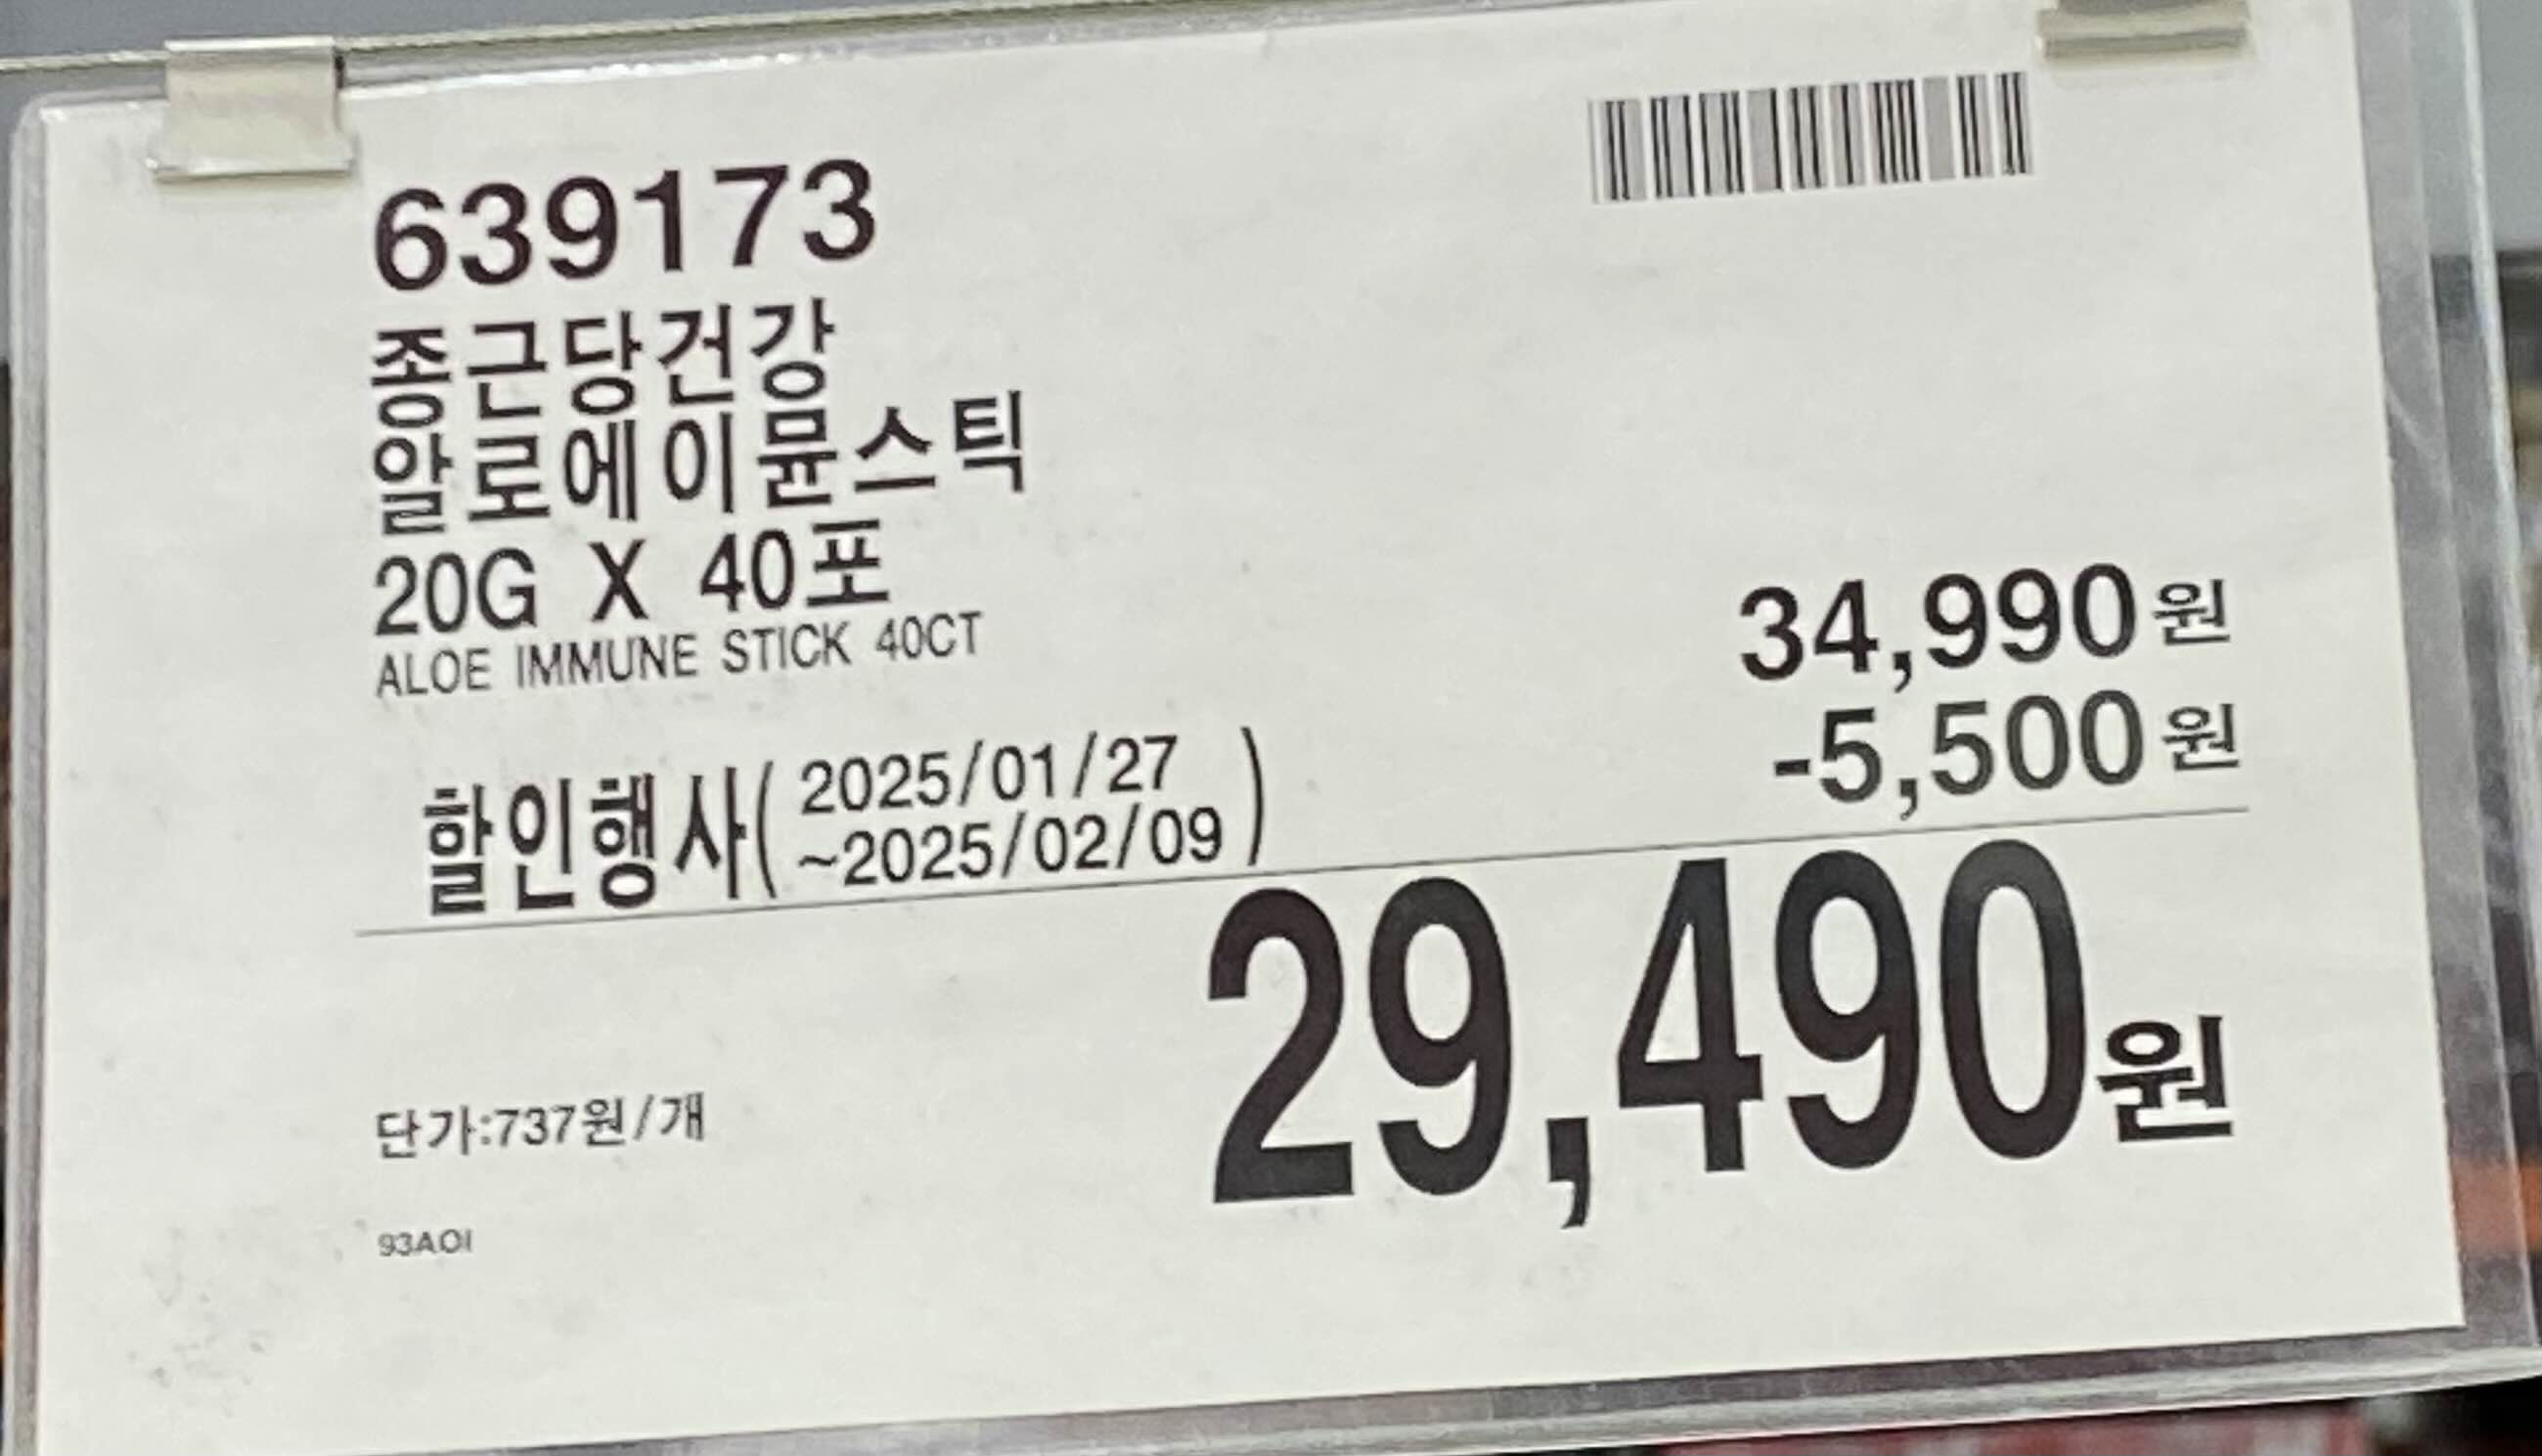 639173
종근당건강
알로에이뮨스틱
20G X 40포
ALOE IMMUNE STICK 40CT
34,990원
-5,500원
할인행사( 2025/01/27
~2025/02/09 )
29,490원
단가:737원/개
93AOI